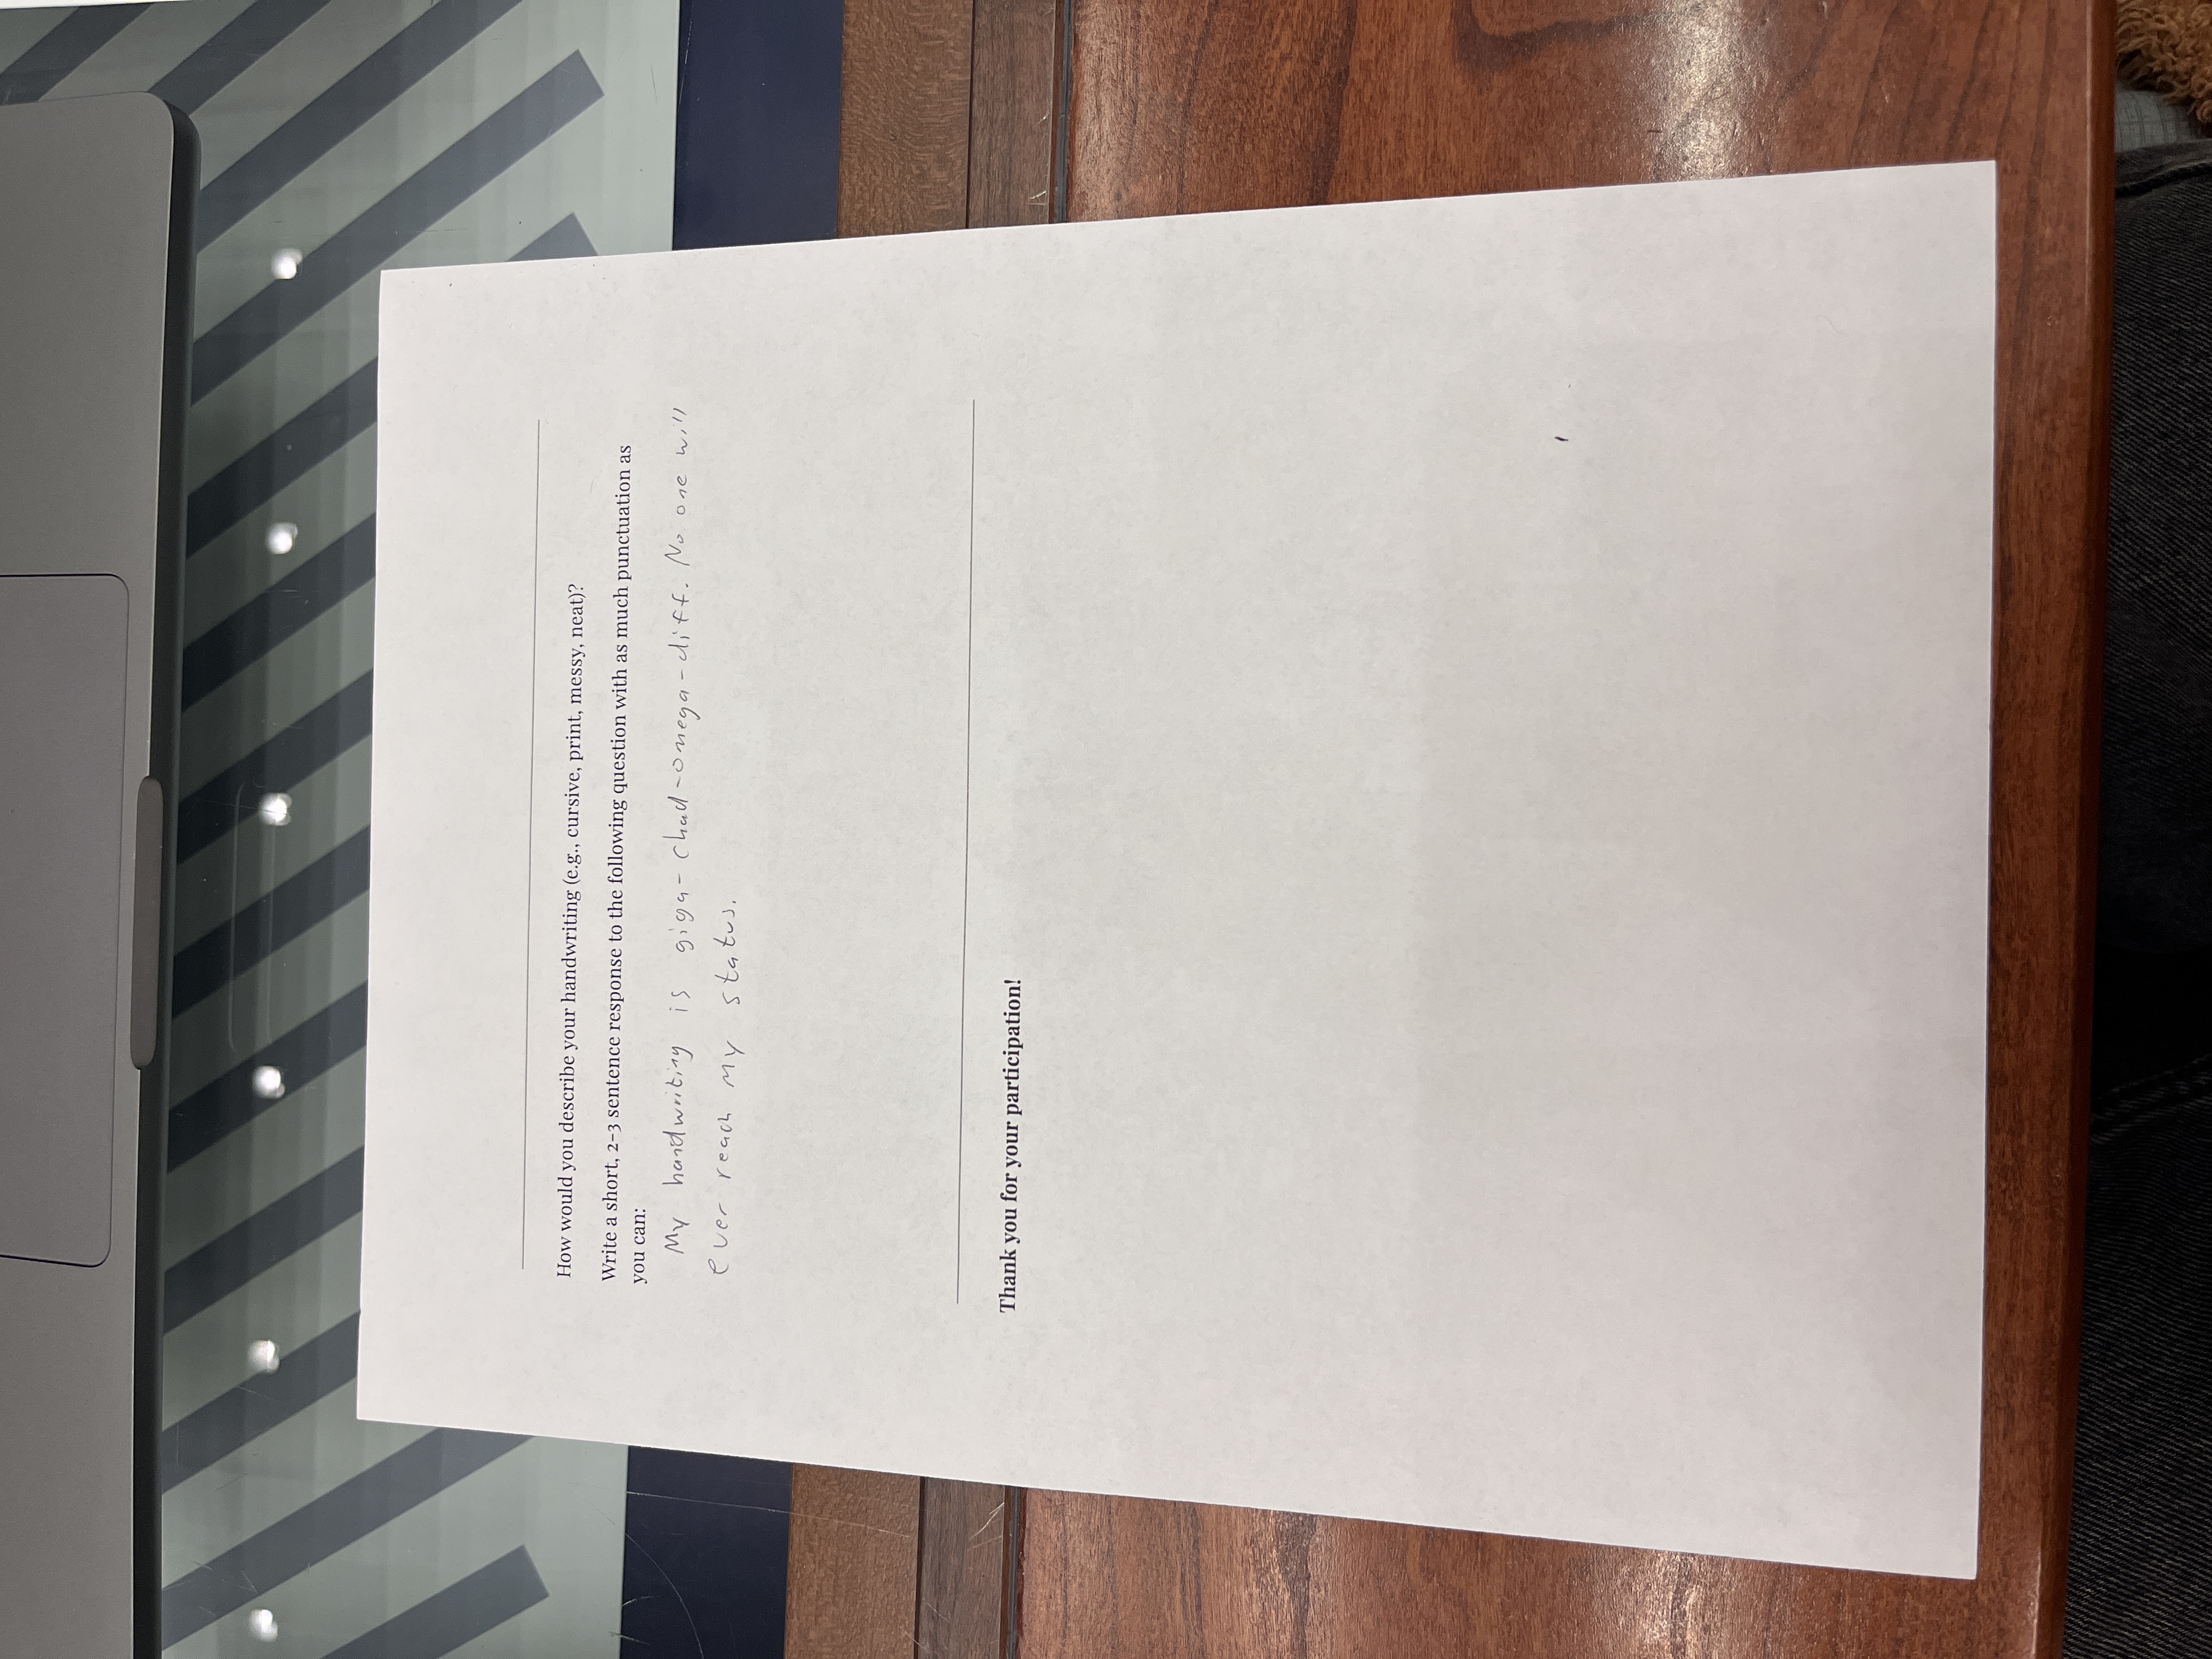 How would you describe your handwriting (e.g., cursive, print, messy, neat)?
Write a short, 2-3 sentence response to the following question with as much punctuation as
you can:
My handwriting is giga-chad-omega-diff. No one will
ever reach my status.
Thank you for your participation!